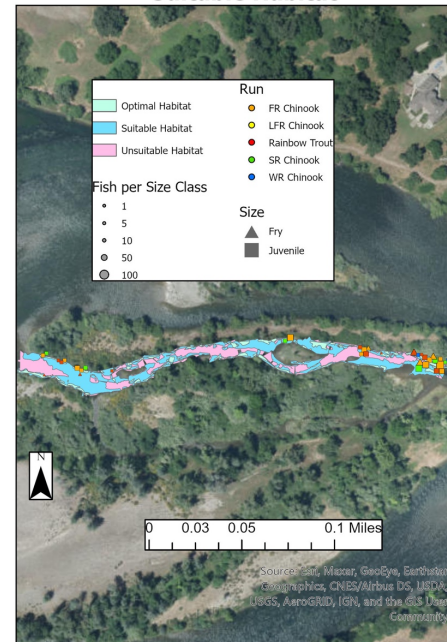 Run
Optimal Habitat
Suitable Habitat
Unsuitable Habitat
FR Chinook
LFR Chinook
Rainbow Trout
SR Chinook
WR Chinook
Fish per Size Class
1
5
10
50
100
Size
Fry
Juvenile
N
0 0.03 0.05 0.1 Miles
Source: Esri, Maxar, GeoEye, Earthstar
Geographics, CNES/Airbus DS, USDA,
USGS, AeroGRID, IGN, and the GIS User
Community